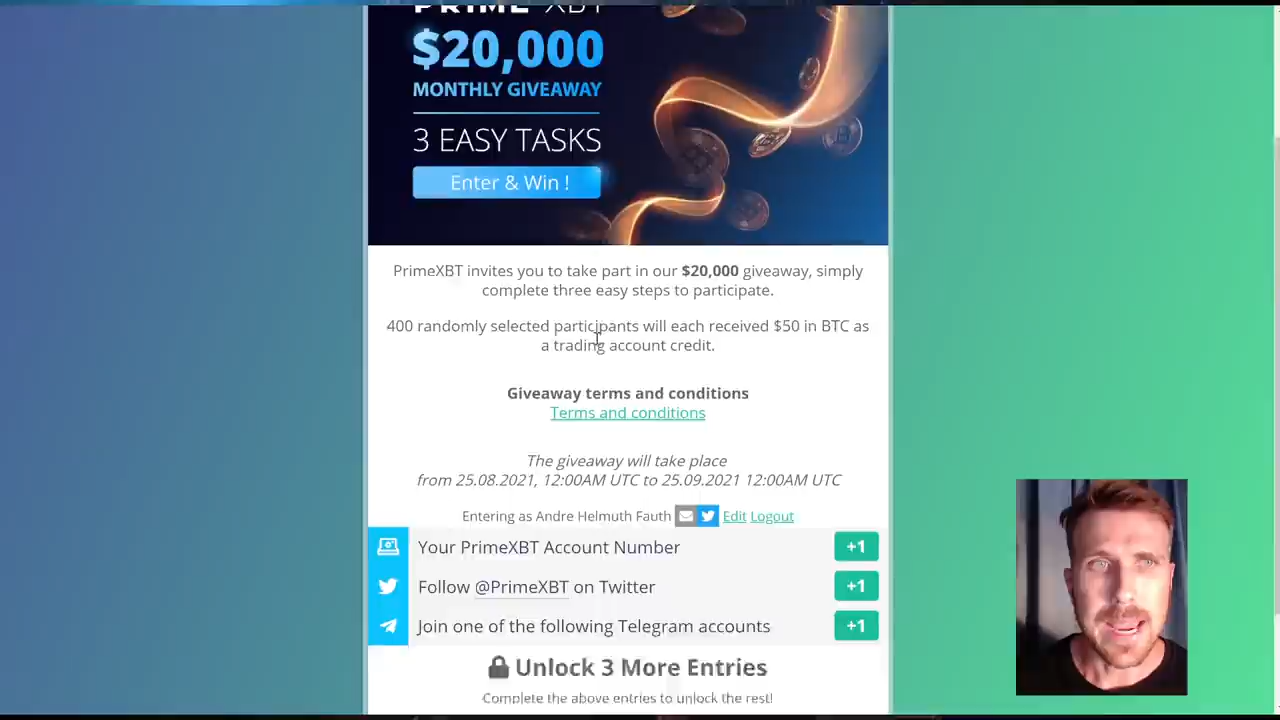 PRIME XBT
$20,000
MONTHLY GIVEAWAY
3 EASY TASKS
Enter & Win !
PrimeXBT invites you to take part in our $20,000 giveaway, simply
complete three easy steps to participate.
400 randomly selected participants will each received $50 in BTC as
a trading account credit.
Giveaway terms and conditions
Terms and conditions
The giveaway will take place
from 25.08.2021, 12:00AM UTC to 25.09.2021 12:00AM UTC
Entering as Andre Helmuth Fauth Edit Logout
Your PrimeXBT Account Number +1
Follow @PrimeXBT on Twitter +1
Join one of the following Telegram accounts +1
Unlock 3 More Entries
Complete the above entries to unlock the rest!